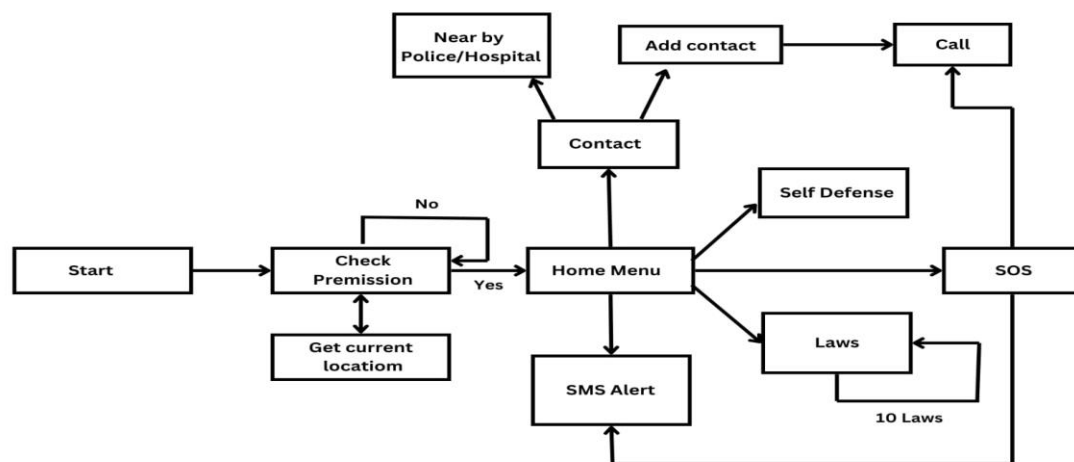 Near by
Police/Hospital
Add contact
Call
Contact
Self Defense
No
Start
Check
Premission
Yes
Home Menu
SOS
Get current
locatiom
Laws
SMS Alert
10 Laws